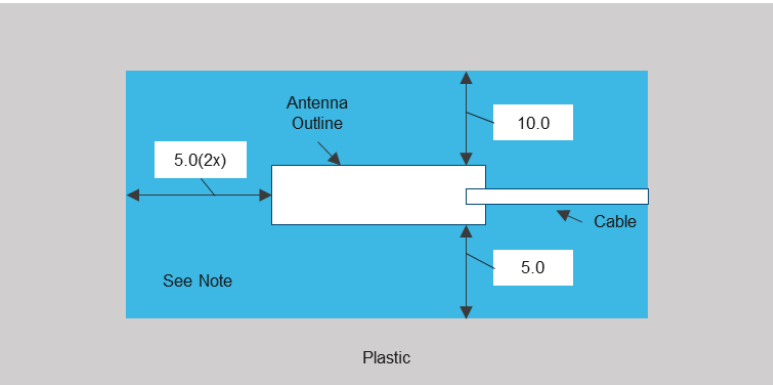 Antenna
Outline
10.0
5.0(2x)
Cable
5.0
See Note
Plastic